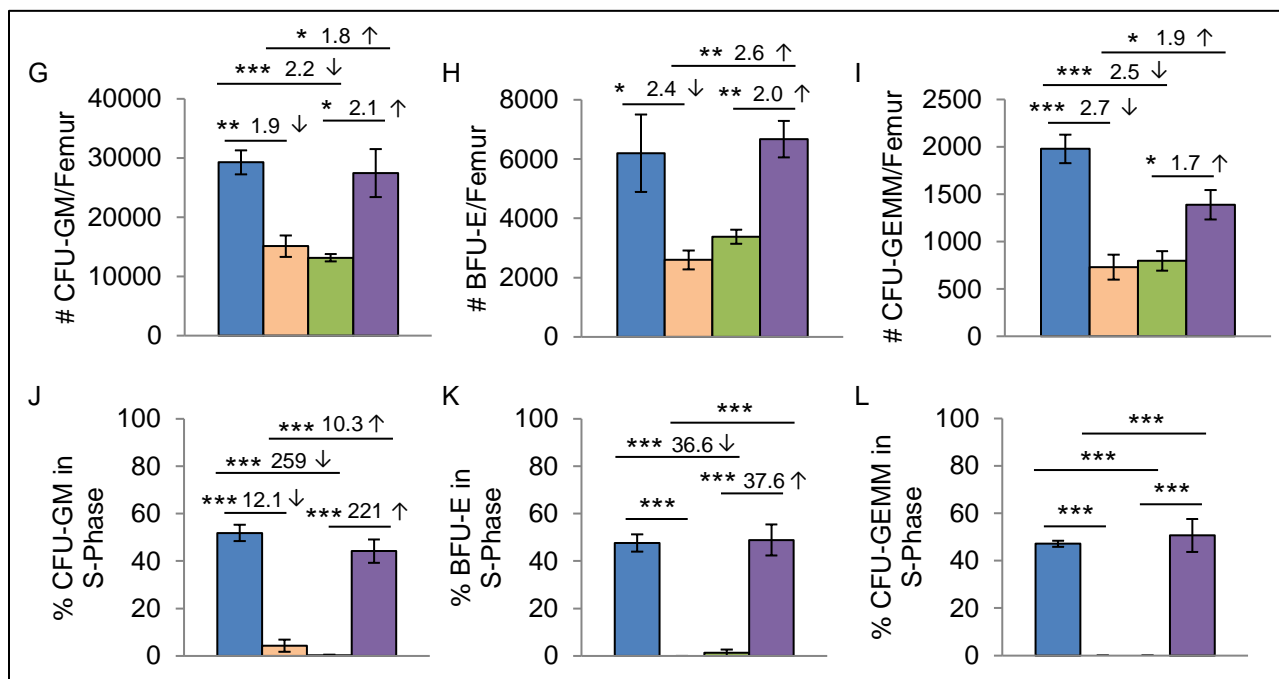 G
* 1.8 ↑
*** 2.2 ↓
* 2.1 ↑
** 1.9 ↓
# CFU-GM/Femur
40000
30000
20000
10000
0
H
** 2.6 ↑
* 2.4 ↓
** 2.0 ↑
# BFU-E/Femur
8000
6000
4000
2000
0
I
* 1.9 ↑
*** 2.5 ↓
*** 2.7 ↓
* 1.7 ↑
# CFU-GEMM/Femur
2500
2000
1500
1000
500
0
J
*** 10.3 ↑
*** 259 ↓
*** 12.1 ↓
*** 221 ↑
% CFU-GM in
S-Phase
100
80
60
40
20
0
K
***
*** 36.6 ↓
*** 37.6 ↑
***
% BFU-E in
S-Phase
100
80
60
40
20
0
L
***
***
***
***
% CFU-GEMM in
S-Phase
100
80
60
40
20
0